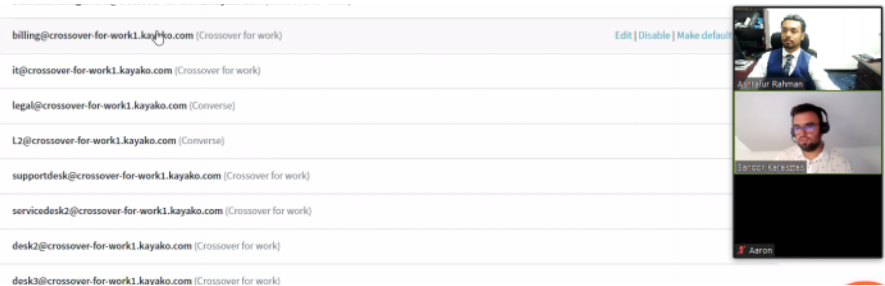 billing@crossover-for-work1.kayako.com (Crossover for work) Edit | Disable | Make default
it@crossover-for-work1.kayako.com (Crossover for work)
legal@crossover-for-work1.kayako.com (Converse)
L2@crossover-for-work1.kayako.com (Converse)
supportdesk@crossover-for-work1.kayako.com (Crossover for work)
servicedesk2@crossover-for-work1.kayako.com (Crossover for work)
desk2@crossover-for-work1.kayako.com (Crossover for work)
desk3@crossover-for-work1.kayako.com (Crossover for work)
Ashrafur Rahman
Sandor Keresztes
Aaron